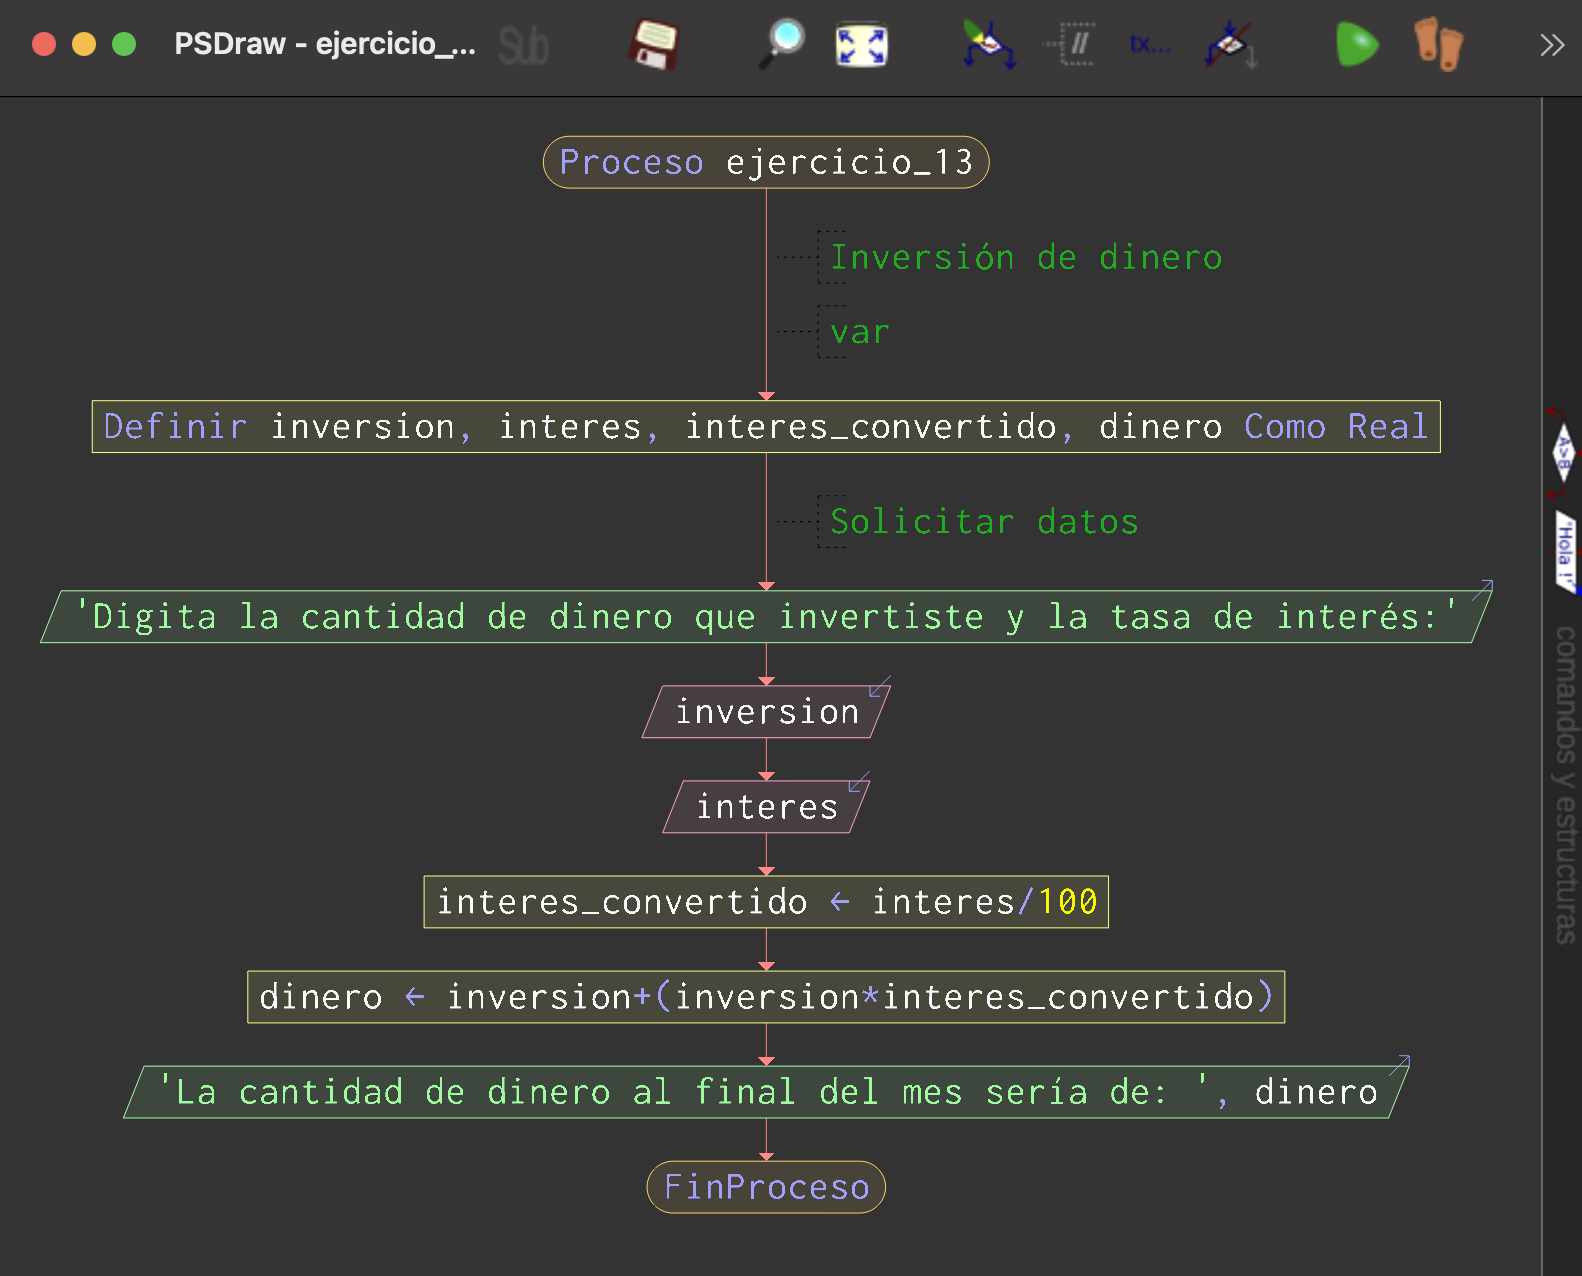 PSDraw - ejercicio_...
Sub
//
tx...
Proceso ejercicio_13
Inversión de dinero
var
Definir inversion, interes, interes_convertido, dinero Como Real
Solicitar datos
'Digita la cantidad de dinero que invertiste y la tasa de interés:'
inversion
interes
interes_convertido ← interes/100
dinero ← inversion+(inversion*interes_convertido)
'La cantidad de dinero al final del mes sería de: ', dinero
FinProceso
A>B
"Hola !"
comandos y estructuras